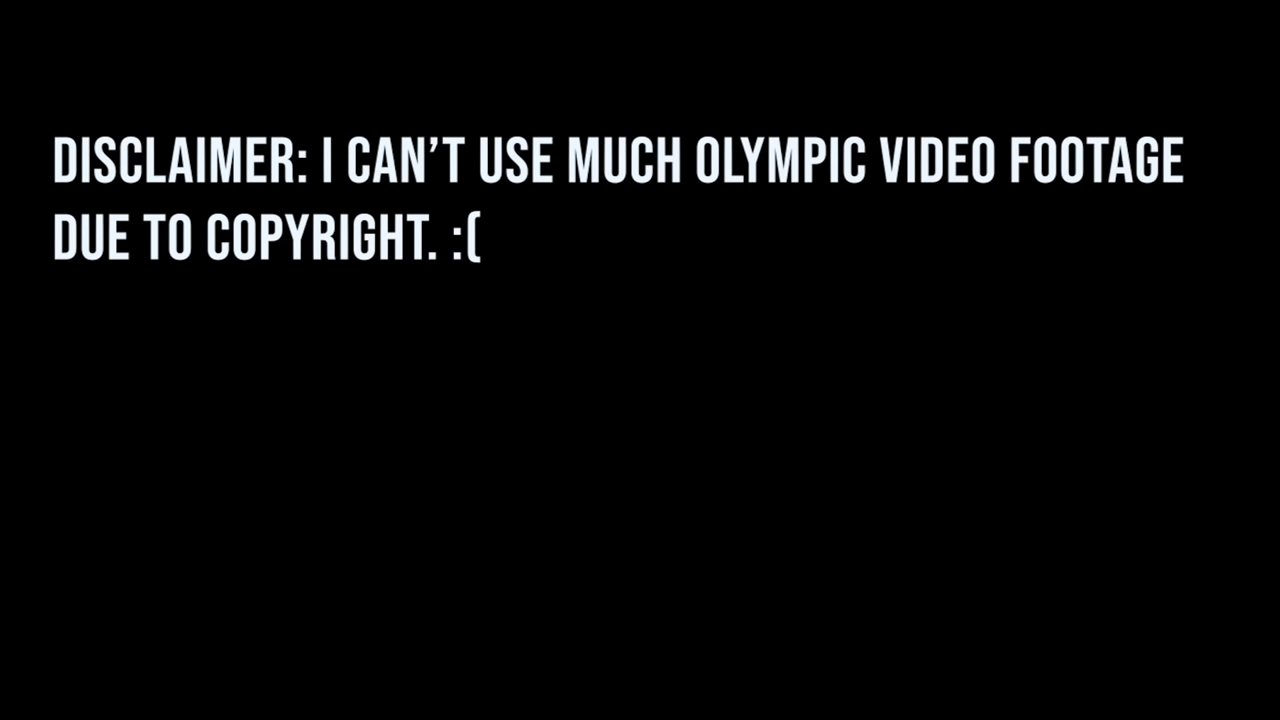 DISCLAIMER: I CAN’T USE MUCH OLYMPIC VIDEO FOOTAGE
DUE TO COPYRIGHT. :(